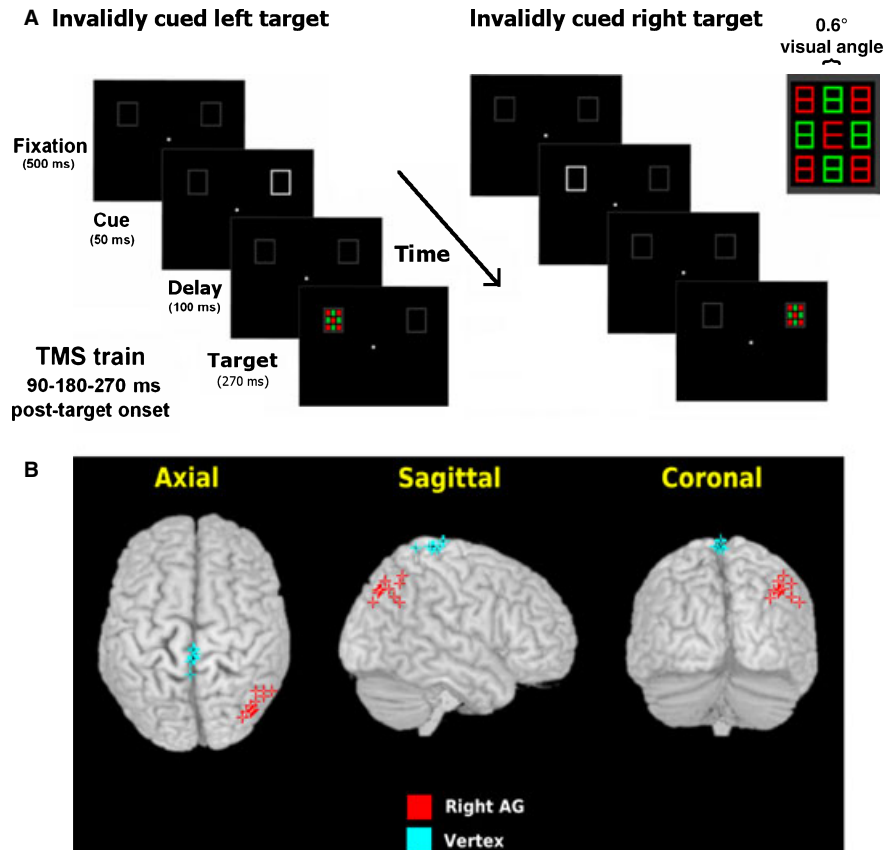 A Invalidly cued left target
Invalidly cued right target
0.6°
visual angle
Fixation
(500 ms)
Cue
(50 ms)
Delay
(100 ms)
Time
Target
(270 ms)
TMS train
90-180-270 ms
post-target onset
B
Axial
Sagittal
Coronal
Right AG
Vertex